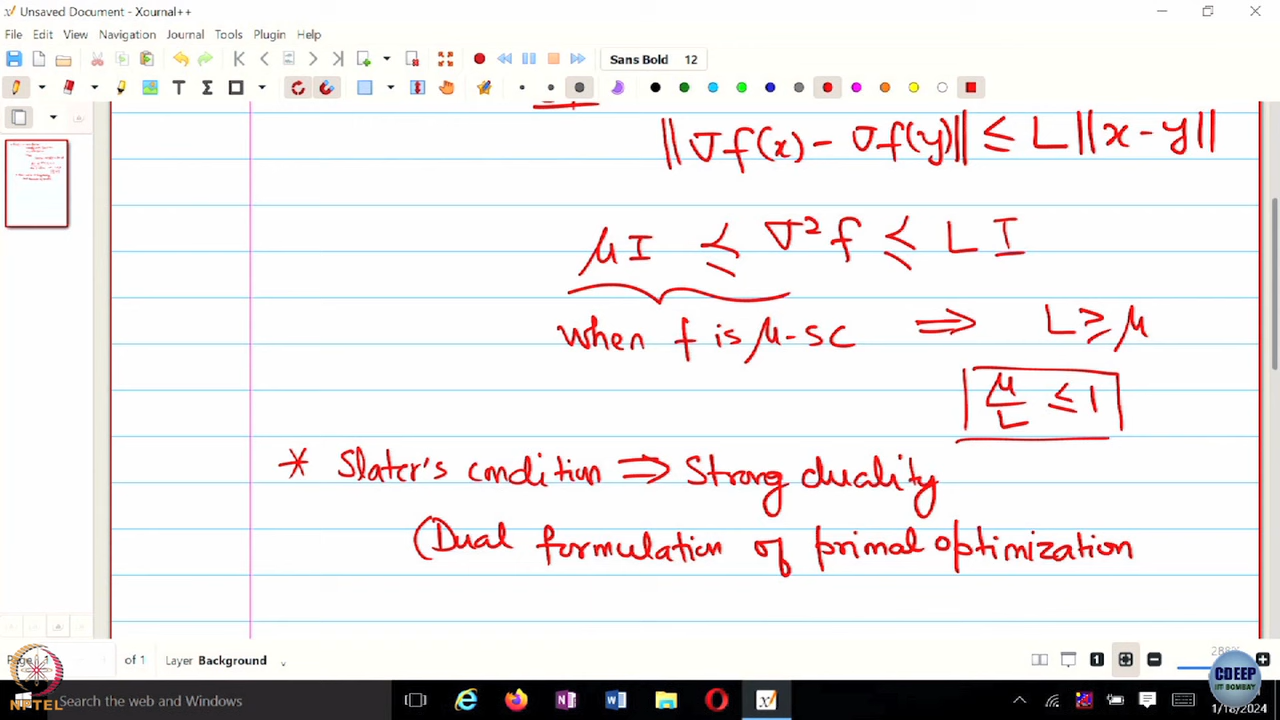 Unsaved Document - Xournal++
File Edit View Navigation Journal Tools Plugin Help
Sans Bold 12
||∇f(x) - ∇f(y)|| ≤ L||x-y||
μI ⪯ ∇²f ⪯ L I
when f is μ-sc ⇒ L ≥ μ
μ/L ≤ 1
* Slater's condition ⇒ Strong duality
(Dual formulation of primal optimization
Page 1 of 1 Layer Background 288%
NPTEL
CDEEP
IIT BOMBAY
Search the web and Windows
1/18/2024